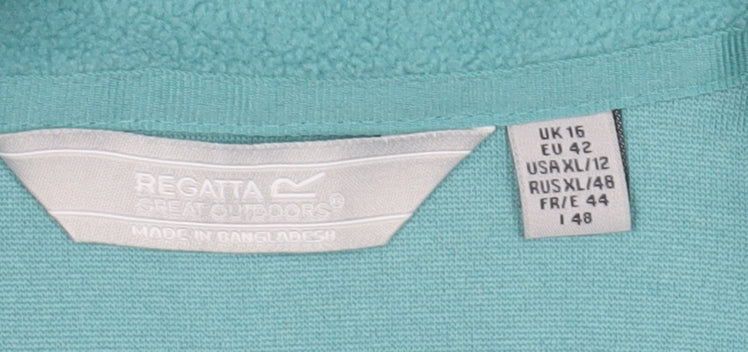 REGATTA
GREAT OUTDOORS®
MADE IN BANGLADESH
UK 16
EU 42
USA XL/12
RUS XL/48
FR/E 44
I 48